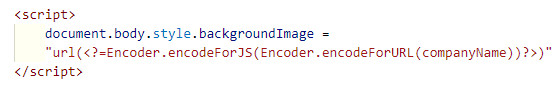 <script>
document.body.style.backgroundImage =
"url(<?=Encoder.encodeForJS(Encoder.encodeForURL(companyName))?>)"
</script>